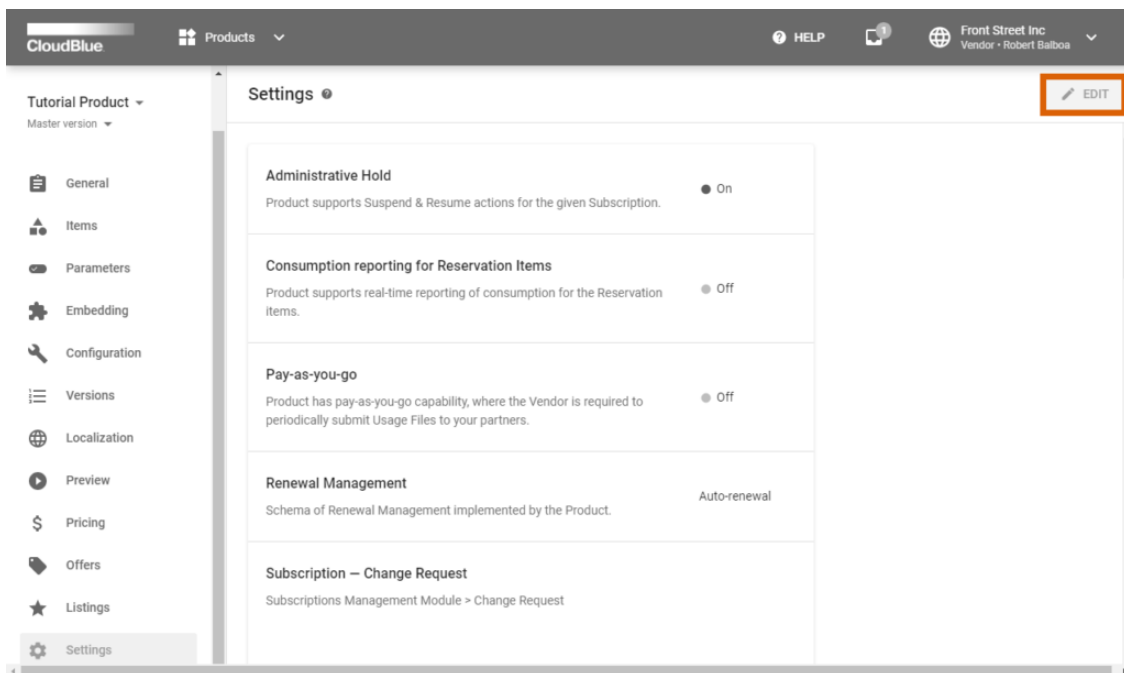 CloudBlue
Products
HELP
1
Front Street Inc
Vendor • Robert Balboa
Tutorial Product
Master version
General
Items
Parameters
Embedding
Configuration
Versions
Localization
Preview
Pricing
Offers
Listings
Settings
Settings
EDIT
Administrative Hold
On
Product supports Suspend & Resume actions for the given Subscription.
Consumption reporting for Reservation Items
Product supports real-time reporting of consumption for the Reservation
items.
Off
Pay-as-you-go
Product has pay-as-you-go capability, where the Vendor is required to
periodically submit Usage Files to your partners.
Off
Renewal Management
Auto-renewal
Schema of Renewal Management implemented by the Product.
Subscription — Change Request
Subscriptions Management Module > Change Request